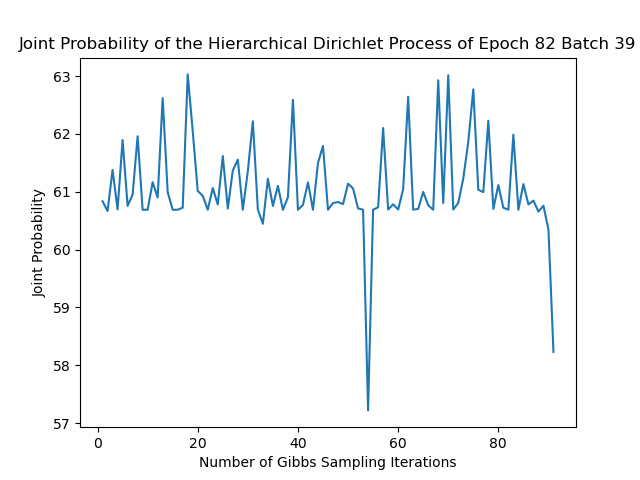 Joint Probability of the Hierarchical Dirichlet Process of Epoch 82 Batch 39
63
62
61
60
59
58
57
Joint Probability
0 20 40 60 80
Number of Gibbs Sampling Iterations